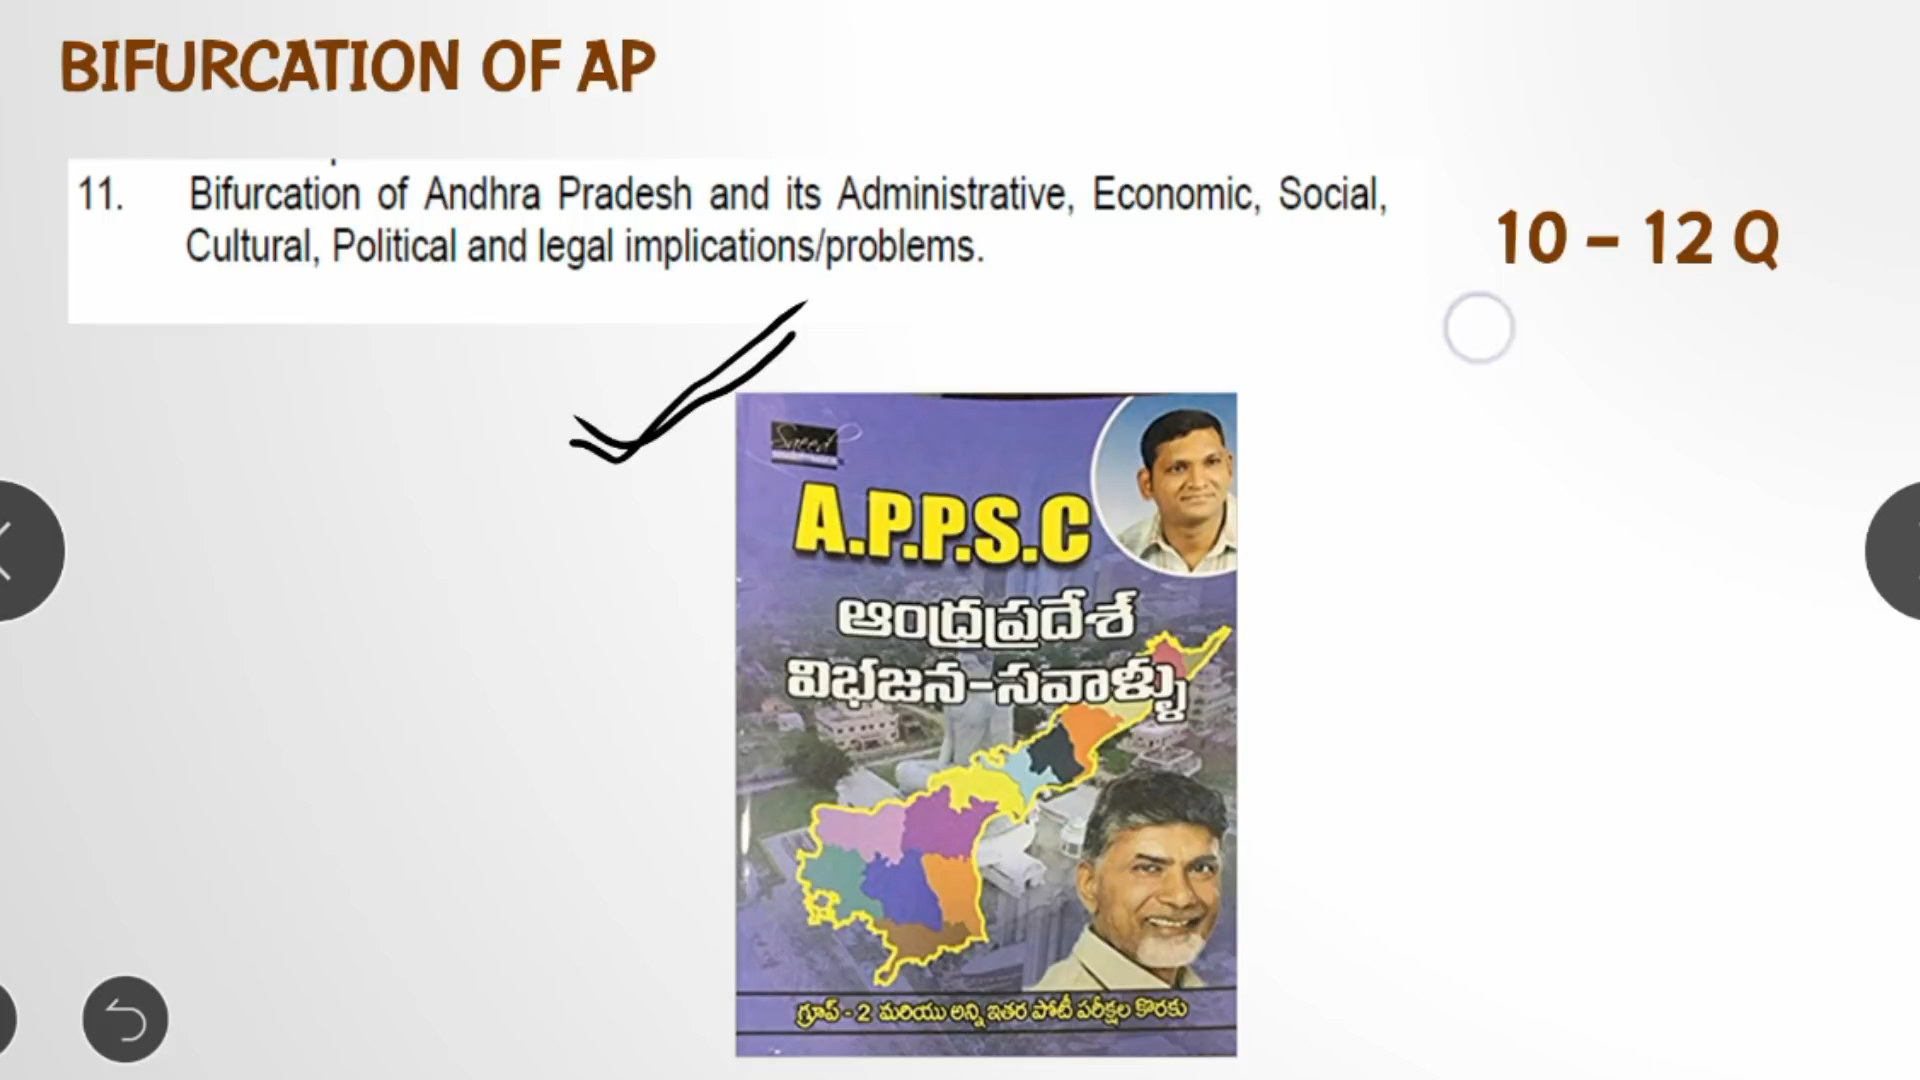 BIFURCATION OF AP
11. Bifurcation of Andhra Pradesh and its Administrative, Economic, Social,
Cultural, Political and legal implications/problems.
10 – 12 Q
Saeed
A.P.P.S.C
ఆంధ్రప్రదేశ్
విభజన-సవాళ్ళు
గ్రూప్ - 2 మరియు అన్ని ఇతర పోటీ పరీక్షల కొరకు